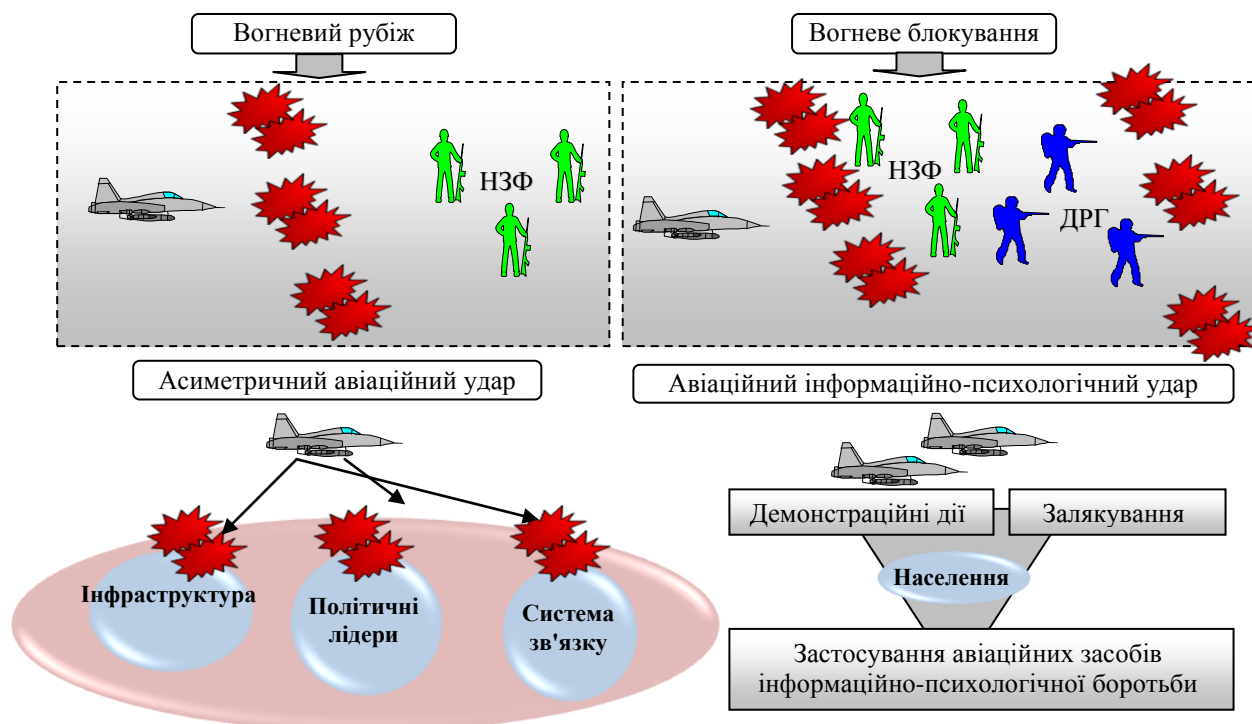 Вогневий рубіж
Вогневе блокування
НЗФ
НЗФ
ДРГ
Асиметричний авіаційний удар
Авіаційний інформаційно-психологічний удар
Демонстраційні дії
Залякування
Інфраструктура
Політичні
лідери
Система
зв'язку
Населення
Застосування авіаційних засобів
інформаційно-психологічної боротьби